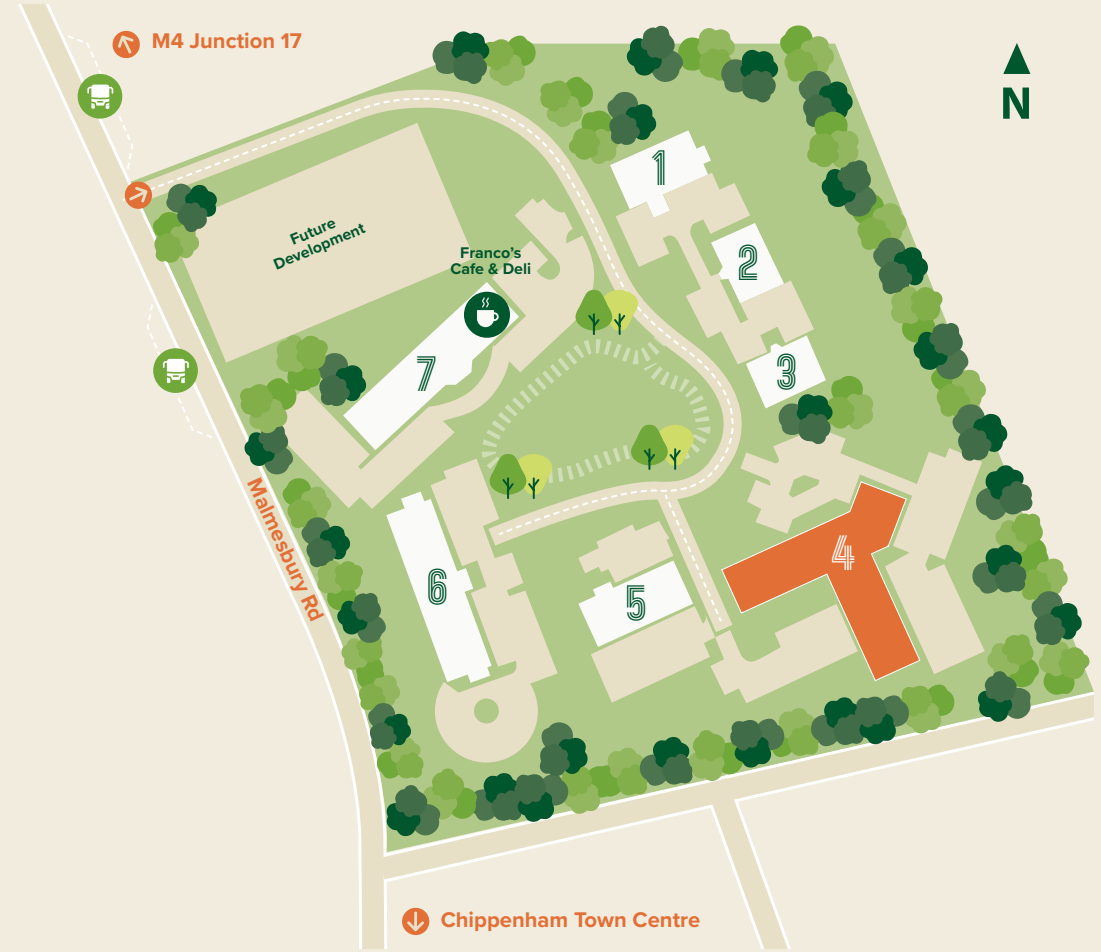 M4 Junction 17
N
1
Future
Development
Franco's
Cafe & Deli
2
7
3
Malmesbury Rd
4
6
5
Chippenham Town Centre